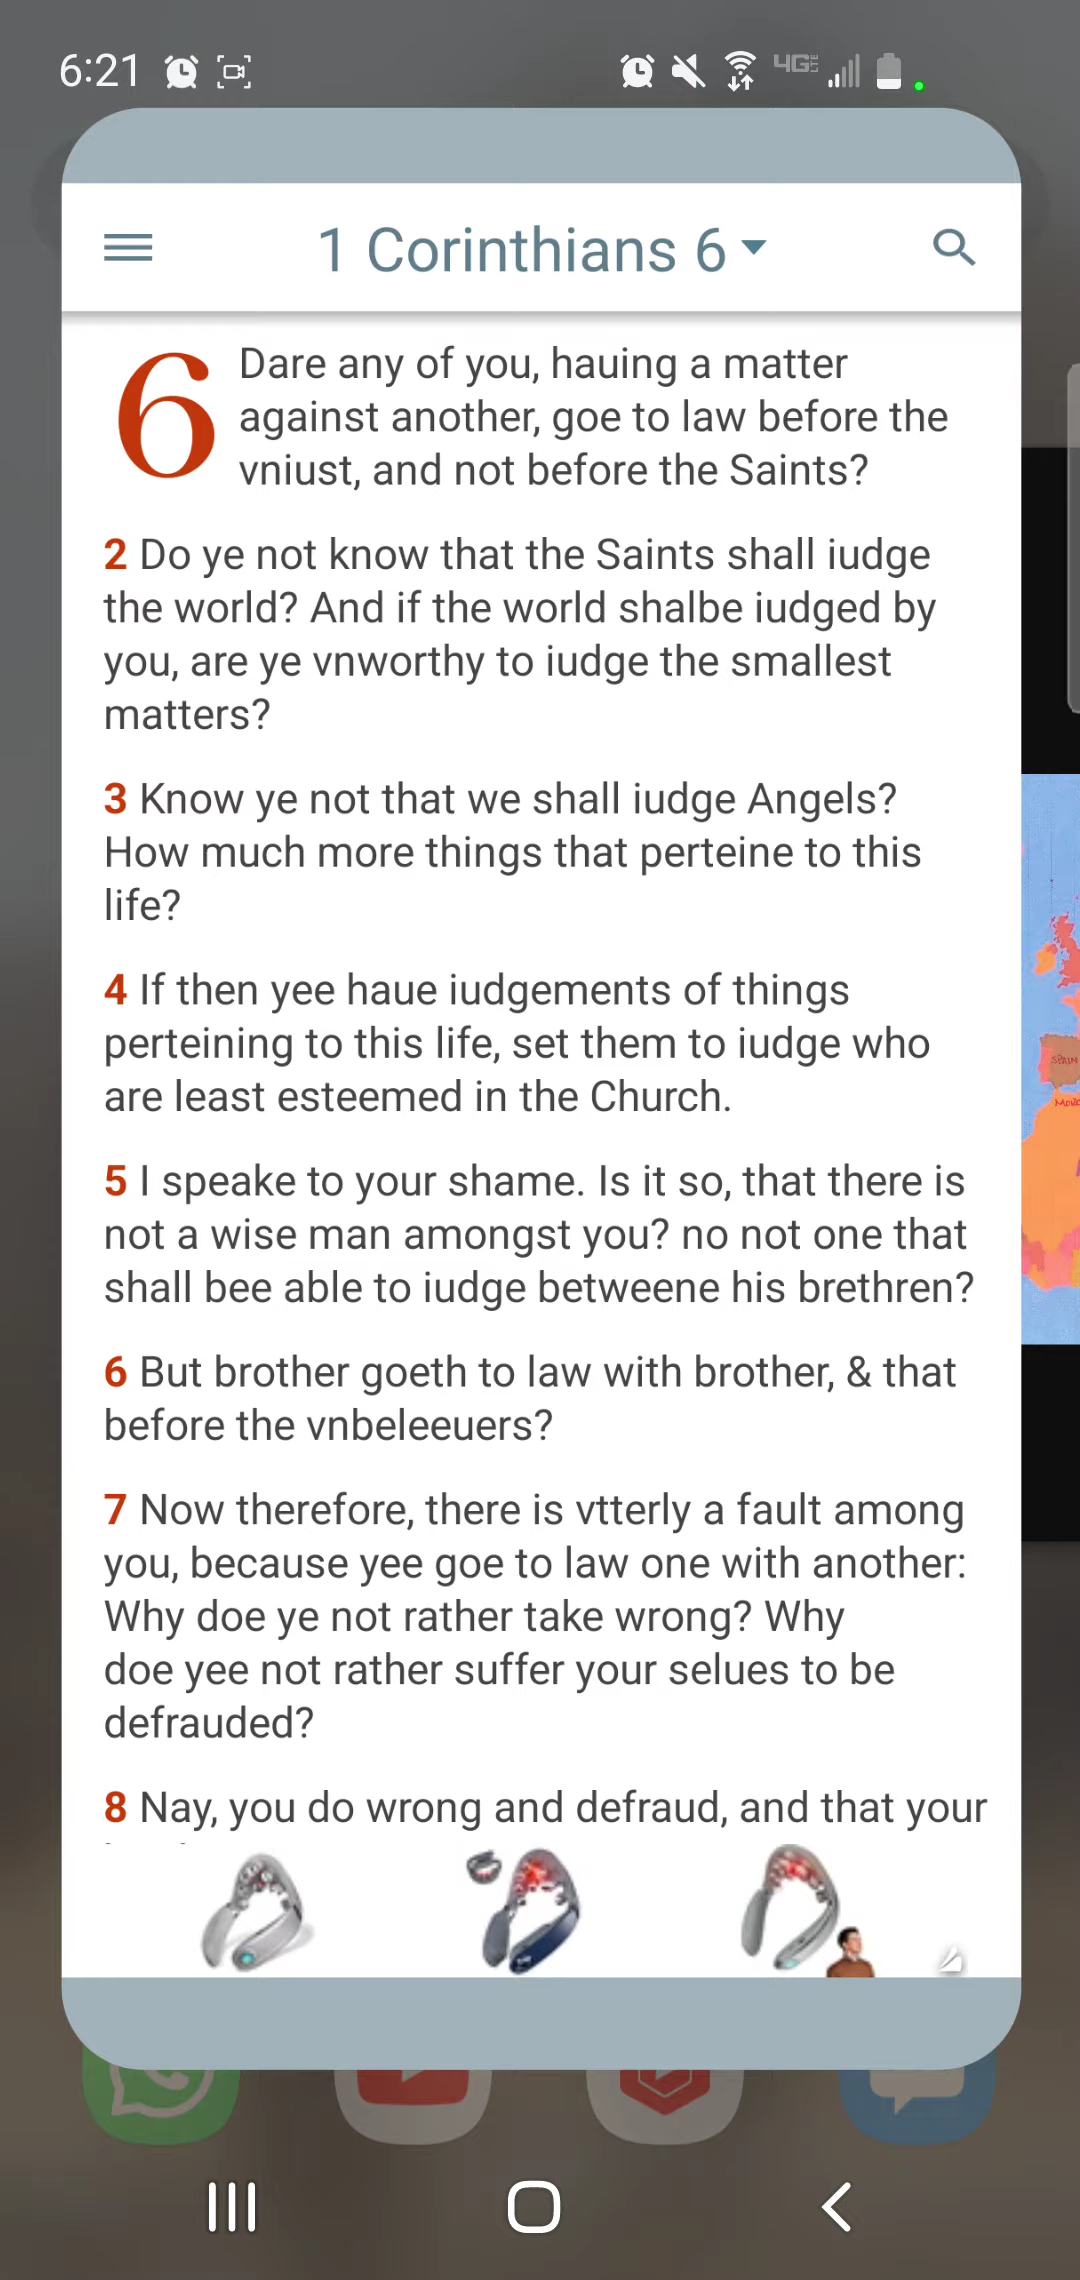 6:21
4GE LTE
1 Corinthians 6
6 Dare any of you, hauing a matter
against another, goe to law before the
vniust, and not before the Saints?
2 Do ye not know that the Saints shall iudge
the world? And if the world shalbe iudged by
you, are ye vnworthy to iudge the smallest
matters?
3 Know ye not that we shall iudge Angels?
How much more things that perteine to this
life?
4 If then yee haue iudgements of things
perteining to this life, set them to iudge who
are least esteemed in the Church.
5 I speake to your shame. Is it so, that there is
not a wise man amongst you? no not one that
shall bee able to iudge betweene his brethren?
6 But brother goeth to law with brother, & that
before the vnbeleeuers?
7 Now therefore, there is vtterly a fault among
you, because yee goe to law one with another:
Why doe ye not rather take wrong? Why
doe yee not rather suffer your selues to be
defrauded?
8 Nay, you do wrong and defraud, and that your
SPAIN